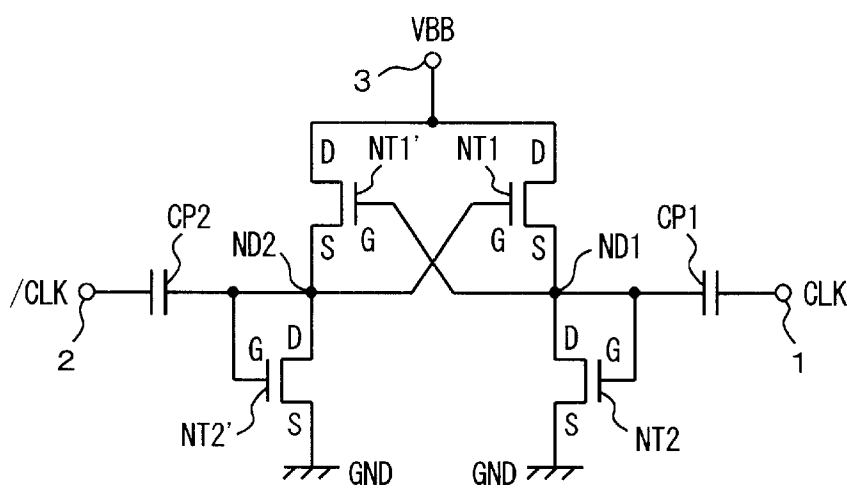 VBB
3
D NT1' NT1 D
CP2 CP1
ND2 S G G S ND1
/CLK CLK
2 G D D G 1
NT2' S S NT2
GND GND